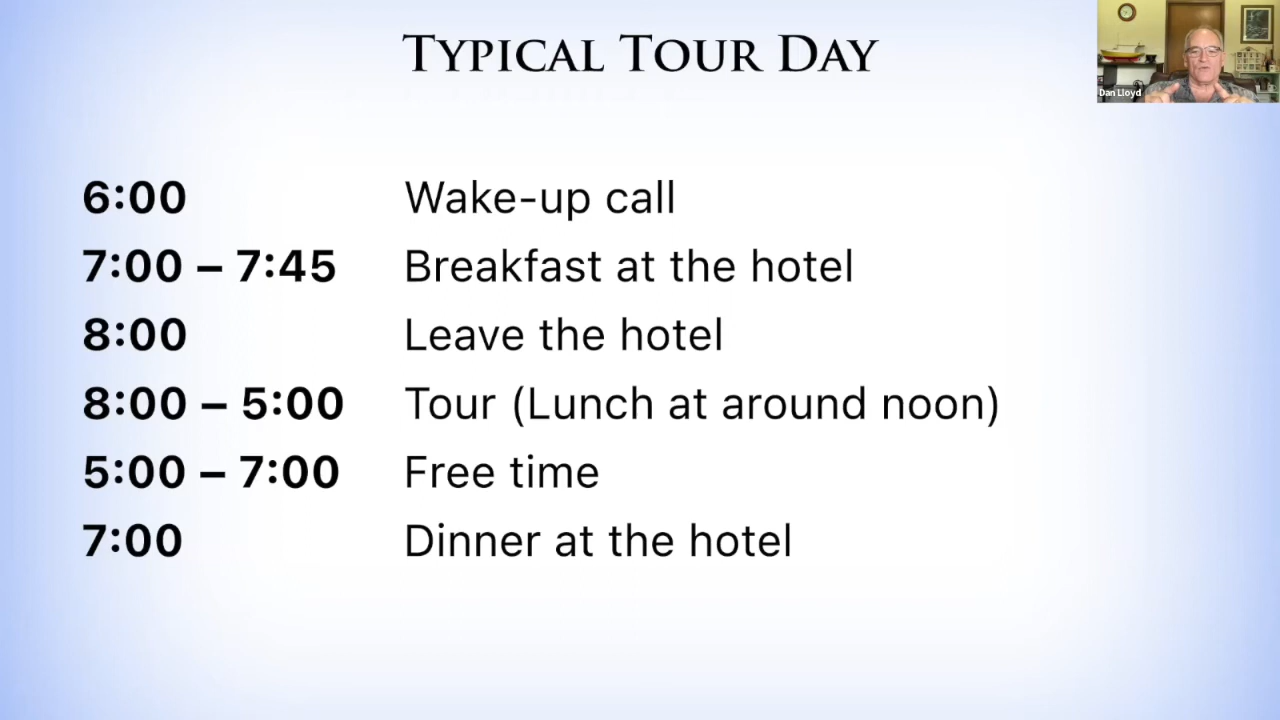 TYPICAL TOUR DAY
Dan Lloyd
6:00 Wake-up call
7:00 – 7:45 Breakfast at the hotel
8:00 Leave the hotel
8:00 – 5:00 Tour (Lunch at around noon)
5:00 – 7:00 Free time
7:00 Dinner at the hotel